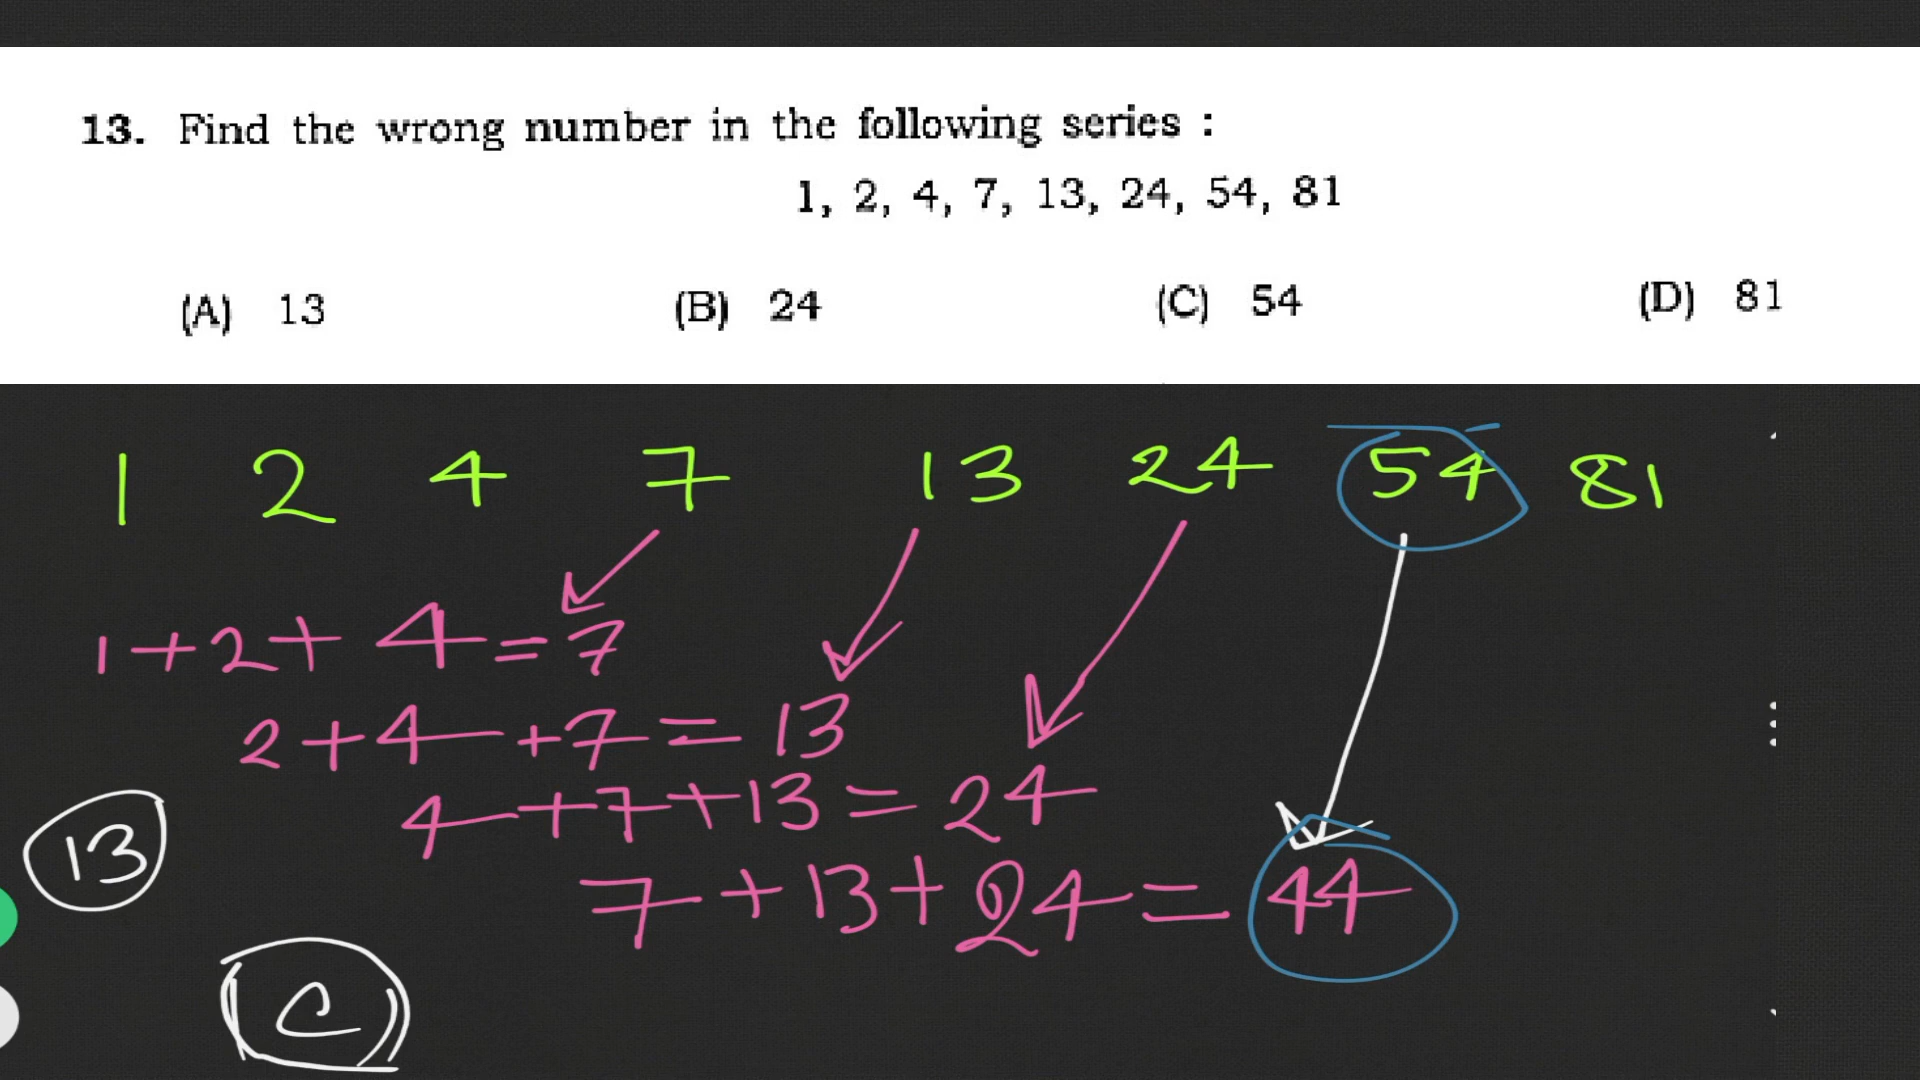 13. Find the wrong number in the following series :
1, 2, 4, 7, 13, 24, 54, 81
(A) 13 (B) 24 (C) 54 (D) 81
1 2 4 7 13 24 54 81
1+2+4=7
2+4+7=13
4+7+13=24
13
7+13+24=44
(C)